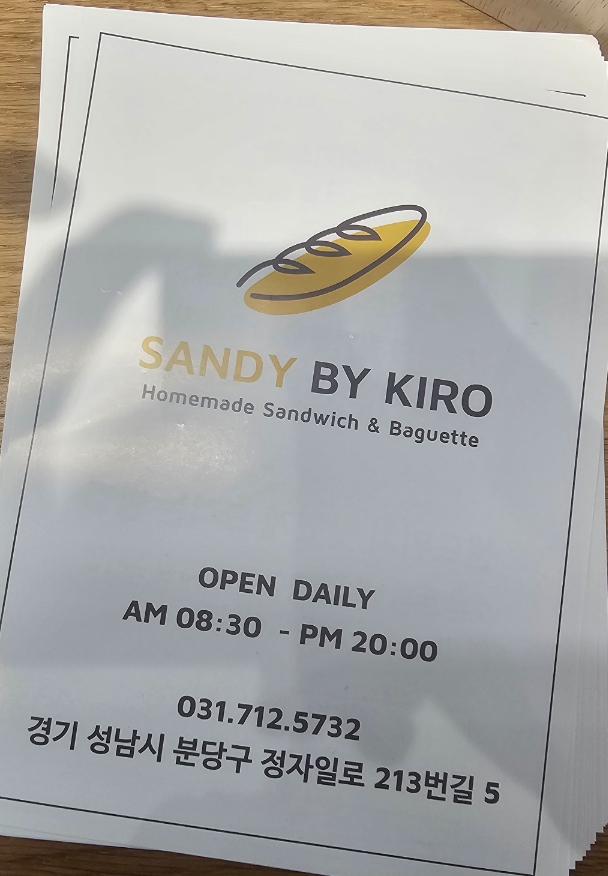 SANDY BY KIRO
Homemade Sandwich & Baguette
OPEN DAILY
AM 08:30 - PM 20:00
031.712.5732
경기 성남시 분당구 정자일로 213번길 5